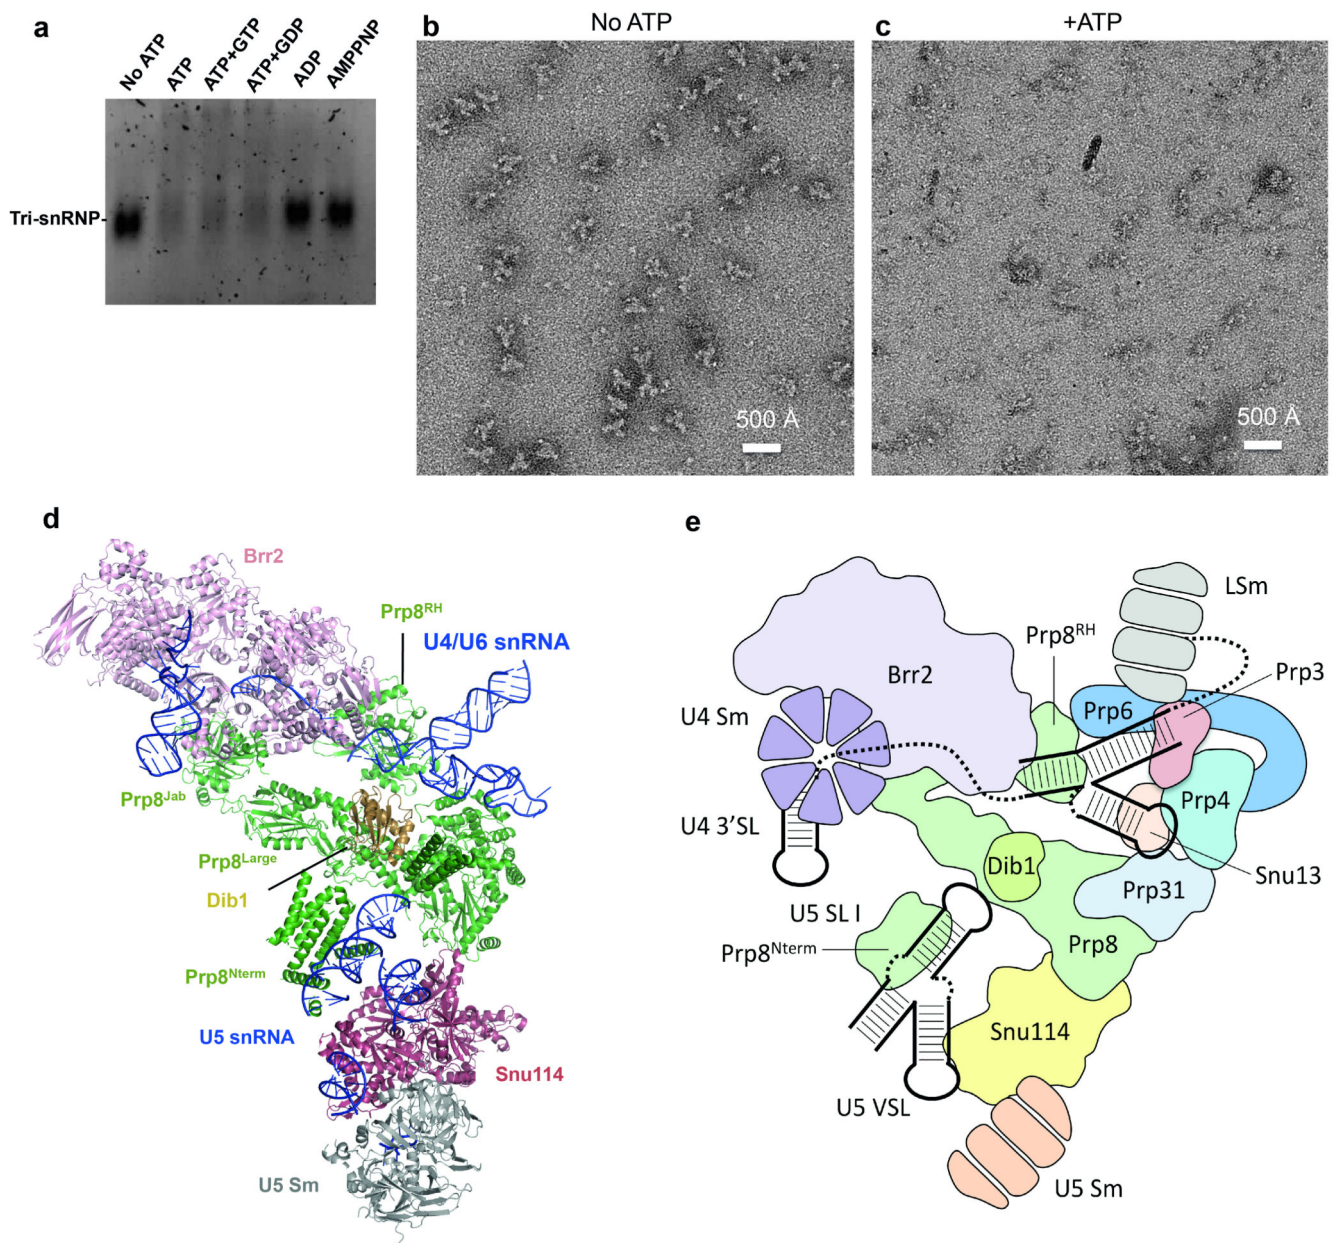 a
No ATP
ATP
ATP+GTP
ATP+GDP
ADP
AMPPNP
Tri-snRNP-
b
No ATP
500 Å
c
+ATP
500 Å
d
Brr2
Prp8RH
U4/U6 snRNA
Prp8Jab
Prp8Large
Dib1
Prp8Nterm
U5 snRNA
Snu114
U5 Sm
e
LSm
Prp8RH
Prp3
Brr2
U4 Sm
Prp6
Prp4
U4 3’SL
Dib1
Snu13
Prp31
U5 SL I
Prp8Nterm
Prp8
Snu114
U5 VSL
U5 Sm